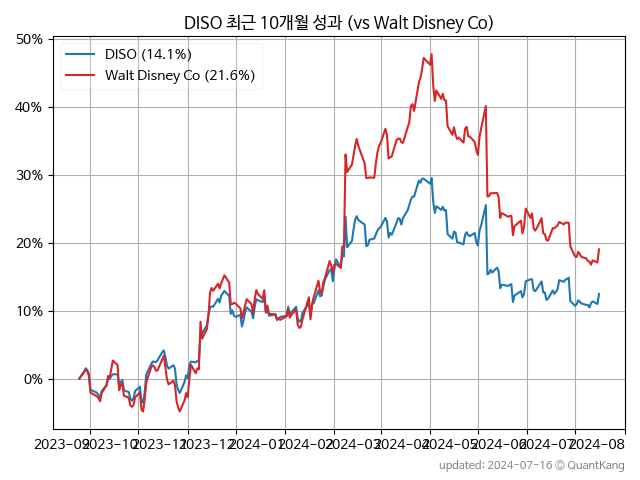 DISO 최근 10개월 성과 (vs Walt Disney Co)
50%
40%
30%
20%
10%
0%
DISO (14.1%)
Walt Disney Co (21.6%)
2023-09 2023-10 2023-11 2023-12 2024-01 2024-02 2024-03 2024-04 2024-05 2024-06 2024-07 2024-08
updated: 2024-07-16 © QuantKang